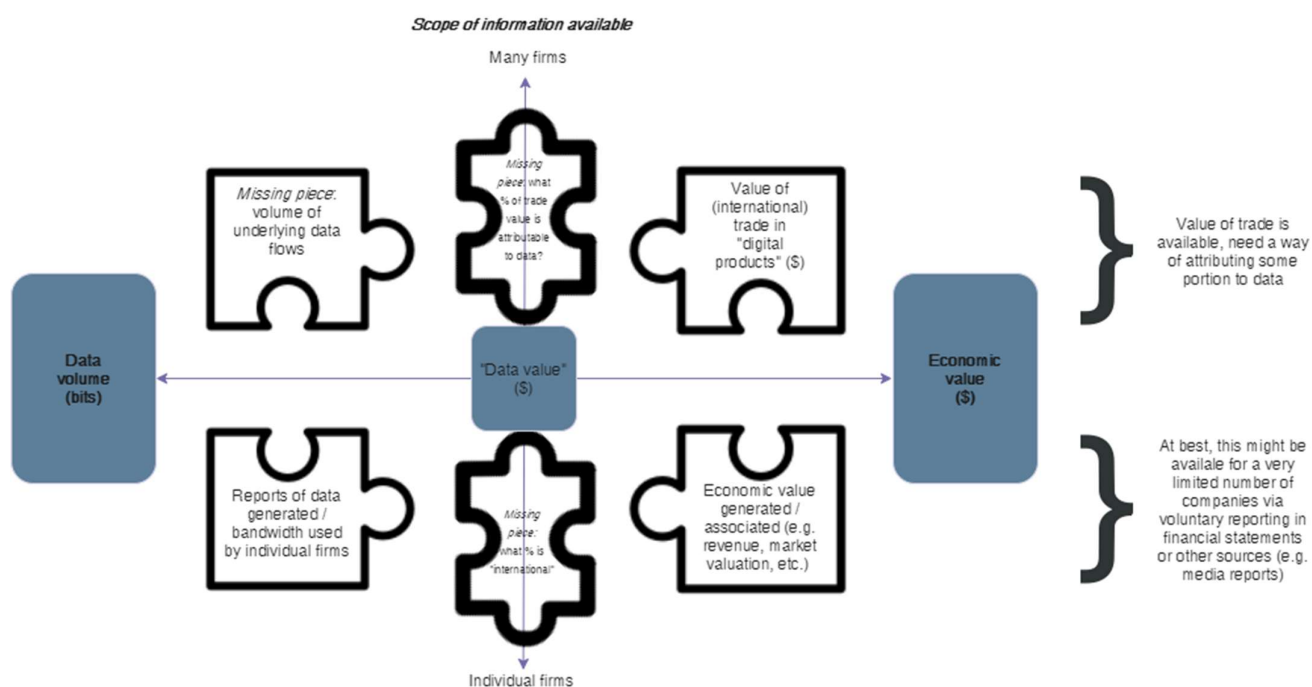 Scope of information available
Many firms
Missing piece:
volume of
underlying data
flows
Missing
piece: what
% of trade
value is
attributable
to data?
Value of
(international)
trade in
"digital
products" ($)
Value of trade is
available, need a way
of attributing some
portion to data
Data
volume
(bits)
"Data value"
($)
Economic
value
($)
Reports of data
generated /
bandwidth used
by individual firms
Missing
piece:
what % is
"international"
Economic value
generated /
associated (e.g.
revenue, market
valuation, etc.)
At best, this might be
availale for a very
limited number of
companies via
voluntary reporting in
financial statements
or other sources (e.g.
media reports)
Individual firms